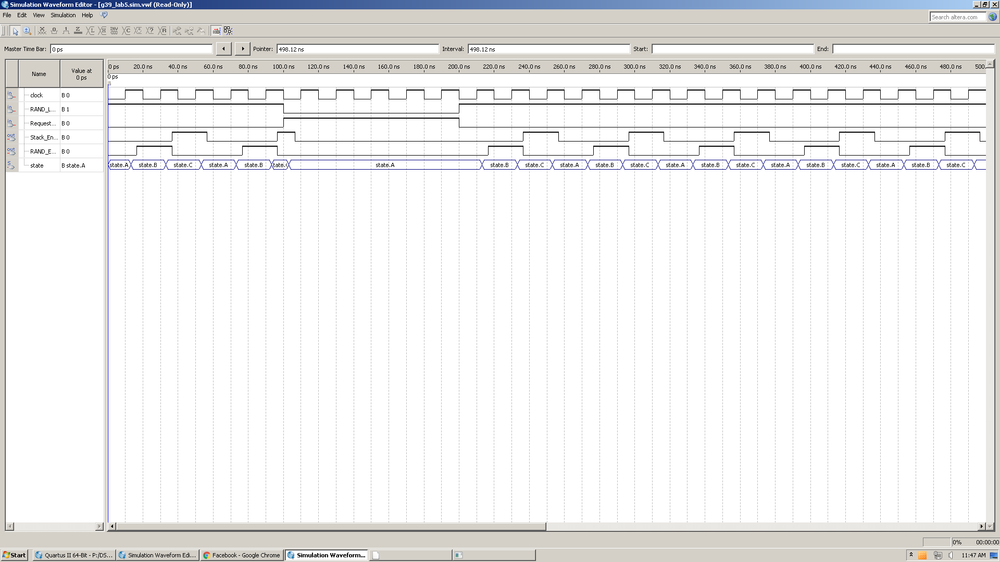 Simulation Waveform Editor - [g39_lab5.sim.vwf (Read-Only)]
File Edit View Simulation Help
Search altera.com
Master Time Bar: 0 ps Pointer: 498.12 ns Interval: 498.12 ns Start: End:
Name Value at 0 ps
0 ps 20.0 ns 40.0 ns 60.0 ns 80.0 ns 100.0 ns 120.0 ns 140.0 ns 160.0 ns 180.0 ns 200.0 ns 220.0 ns 240.0 ns 260.0 ns 280.0 ns 300.0 ns 320.0 ns 340.0 ns 360.0 ns 380.0 ns 400.0 ns 420.0 ns 440.0 ns 460.0 ns 480.0 ns 500.
0 ps
in clock B 0
in RAND_L... B 1
in Request... B 0
out Stack_En... B 0
out RAND_E... B 0
S state B state.A state.A state.B state.C state.A state.B tate.C state.A state.B state.C state.A state.B state.C state.A state.B state.C state.A state.B state.C state.A state.B state.C
0% 00:00:00
Start Quartus II 64-Bit - P:/DS... Simulation Waveform Edi... Facebook - Google Chrome Simulation Waveform... 11:47 AM